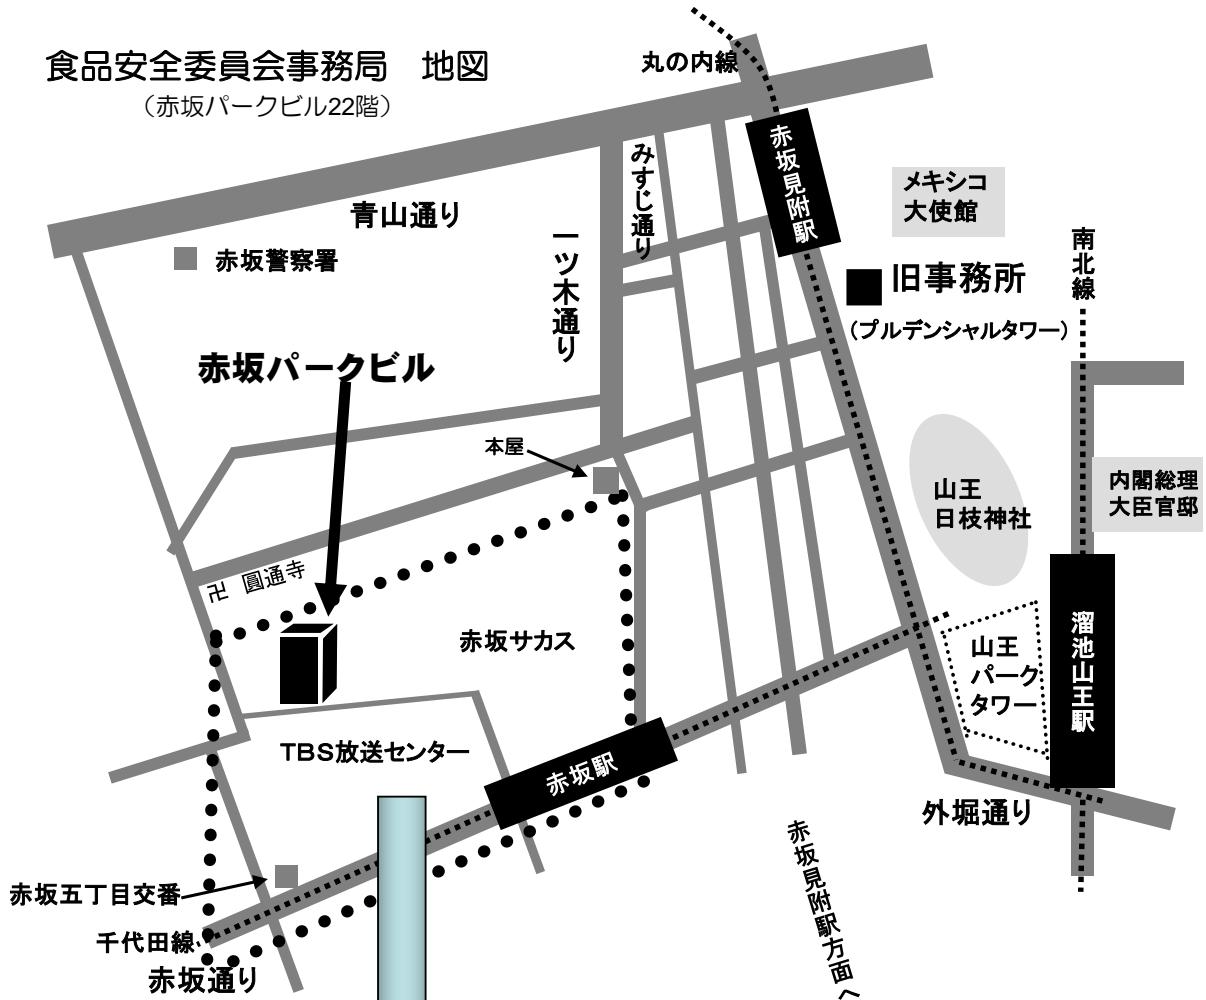 食品安全委員会事務局　地図
（赤坂パークビル22階）
丸の内線
赤坂見附駅
みすじ通り
メキシコ
大使館
青山通り
赤坂警察署
一ツ木通り
南北線
旧事務所
（プルデンシャルタワー）
赤坂パークビル
本屋
山王
日枝神社
内閣総理
大臣官邸
卍　圓通寺
赤坂サカス
山王
パーク
タワー
溜池山王駅
TBS放送センター
赤坂駅
外堀通り
赤坂見附駅方面へ
赤坂五丁目交番
千代田線
赤坂通り